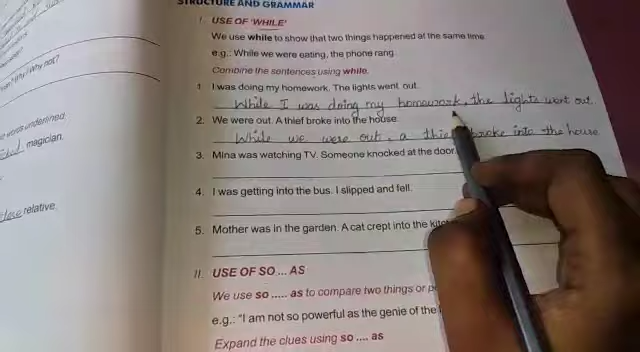 STRUCTURE AND GRAMMAR
I. USE OF 'WHILE'
We use while to show that two things happened at the same time.
e.g.: While we were eating, the phone rang.
Combine the sentences using while.
1. I was doing my homework. The lights went out.
While I was doing my homework, the lights went out.
2. We were out. A thief broke into the house.
While we were out, a thief broke into the house
3. Mina was watching TV. Someone knocked at the door
4. I was getting into the bus. I slipped and fell.
5. Mother was in the garden. A cat crept into the
II. USE OF SO ... AS
We use so ..... as to compare two things or
e.g.: "I am not so powerful as the genie of the
Expand the clues using so .... as
Why not?
words underlined.
magician.
relative.